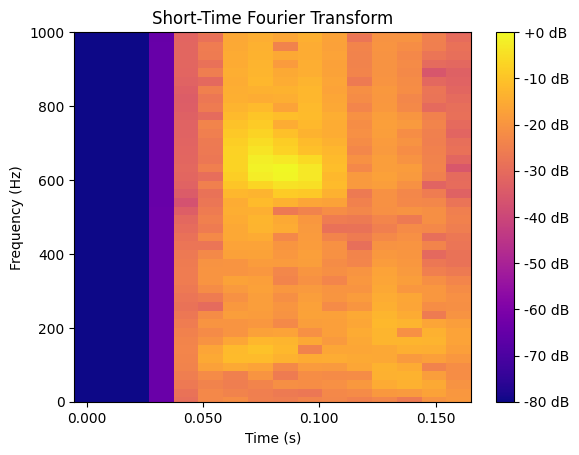 Short-Time Fourier Transform
1000
800
600
400
200
0
Frequency (Hz)
0.000
0.050
0.100
0.150
Time (s)
+0 dB
-10 dB
-20 dB
-30 dB
-40 dB
-50 dB
-60 dB
-70 dB
-80 dB